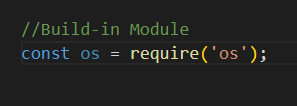 //Build-in Module
const os = require('os');